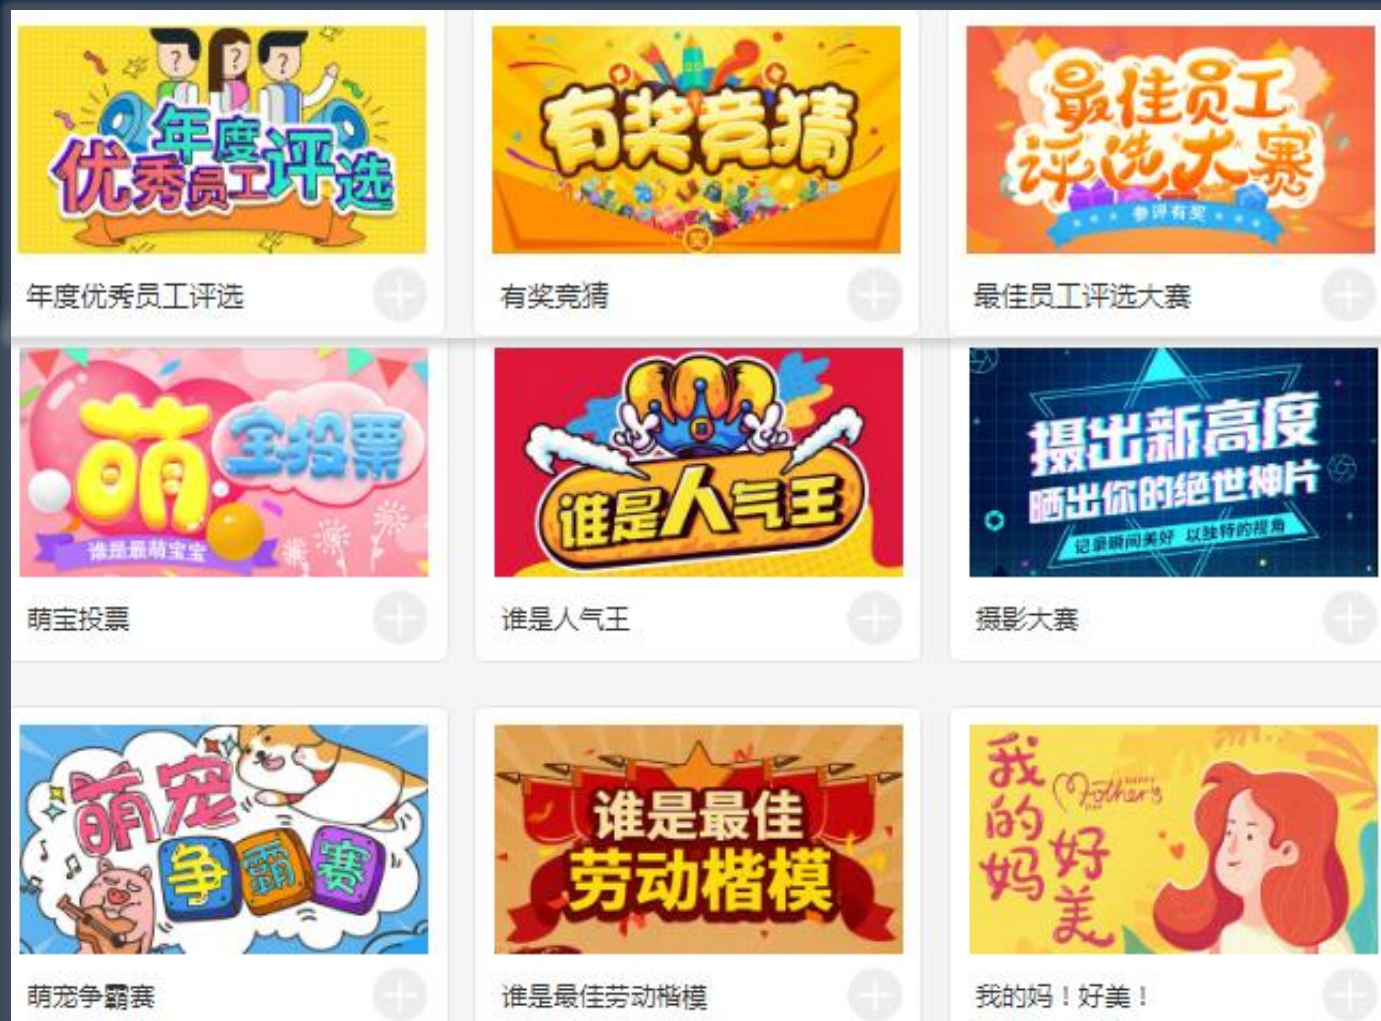 年度
优秀员工评选
年度优秀员工评选
有奖竞猜
奖
有奖竞猜
最佳员工
评选大赛
参评有奖
最佳员工评选大赛
萌
宝投票
谁是最萌宝宝
萌宝投票
谁是人气王
谁是人气王
摄出新高度
晒出你的绝世神片
记录瞬间美好 以独特的视角
摄影大赛
萌宠
争霸赛
萌宠争霸赛
谁是最佳
劳动楷模
谁是最佳劳动楷模
我的妈
好美
Mother's
我的妈！好美！